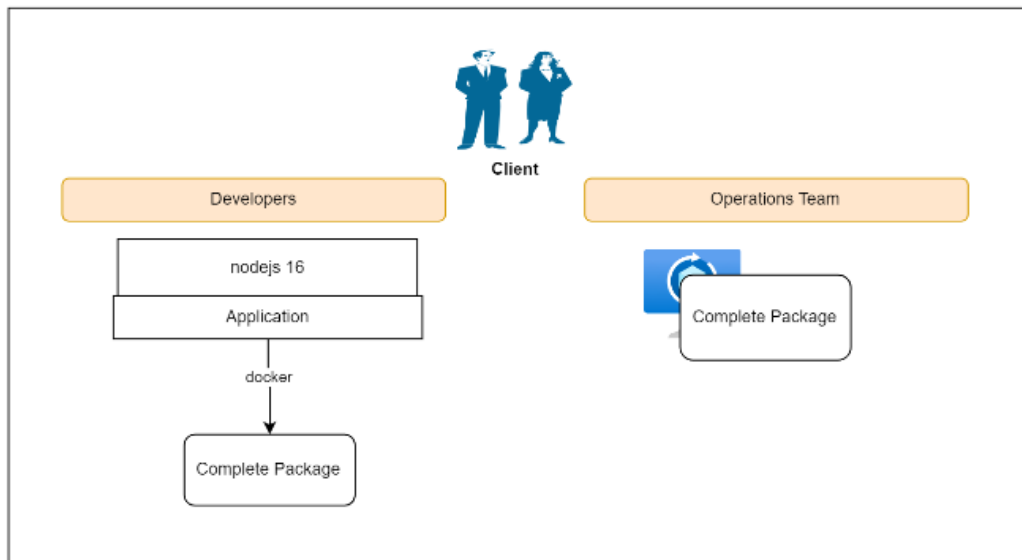 Client
Developers
Operations Team
nodejs 16
Application
docker
Complete Package
Complete Package